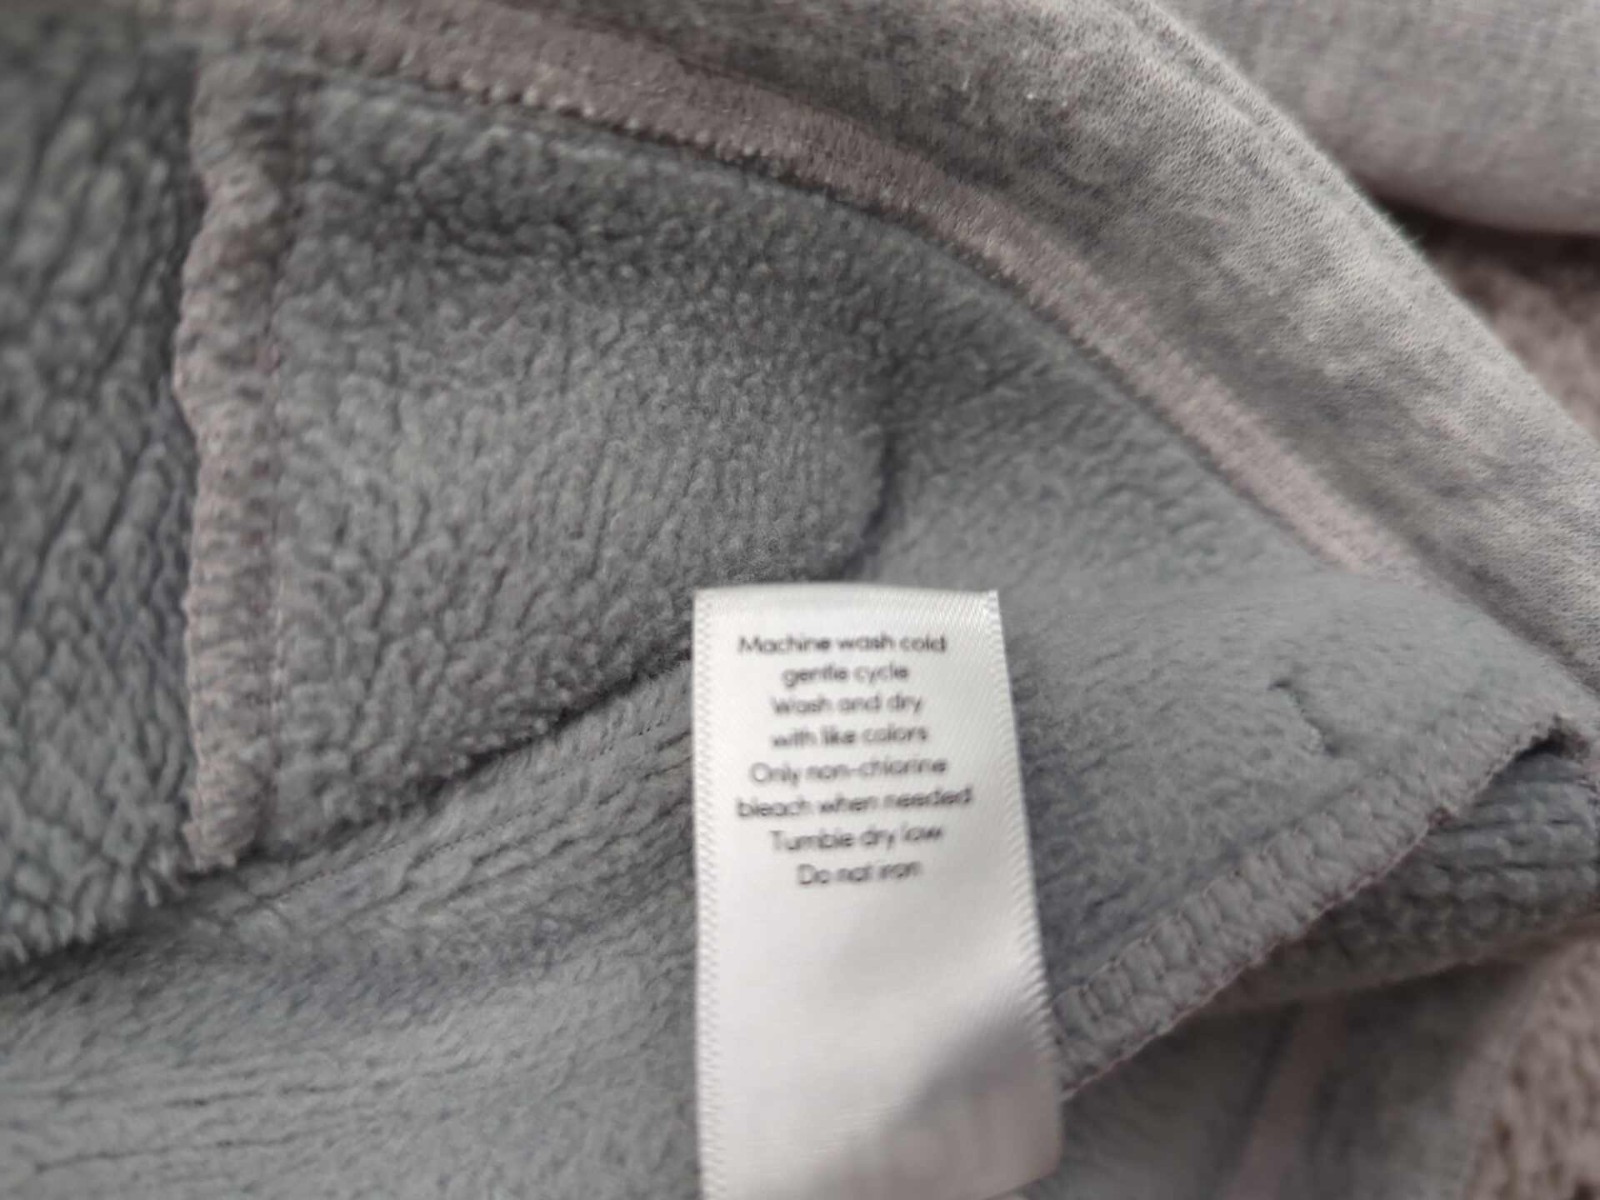 Machine wash cold
gentle cycle
Wash and dry
with like colors
Only non-chlorine
bleach when needed
Tumble dry low
Do not iron